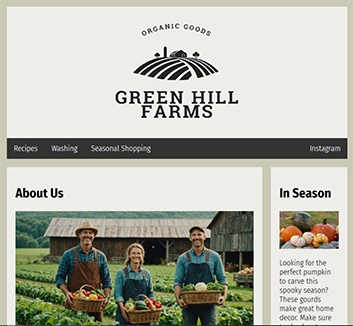 ORGANIC GOODS
GREEN HILL
FARMS
Recipes Washing Seasonal Shopping Instagram
About Us
In Season
Looking for the
perfect pumpkin
to carve this
spooky season?
These gourds
make great home
decor. Make sure